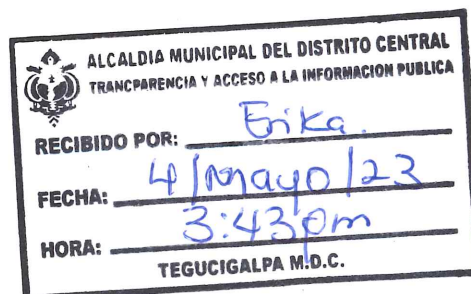 ALCALDIA MUNICIPAL DEL DISTRITO CENTRAL
TRANCPARENCIA Y ACCESO A LA INFORMACION PUBLICA
RECIBIDO POR: Erika.
FECHA: 4/Mayo/23
HORA: 3:43pm
TEGUCIGALPA M.D.C.